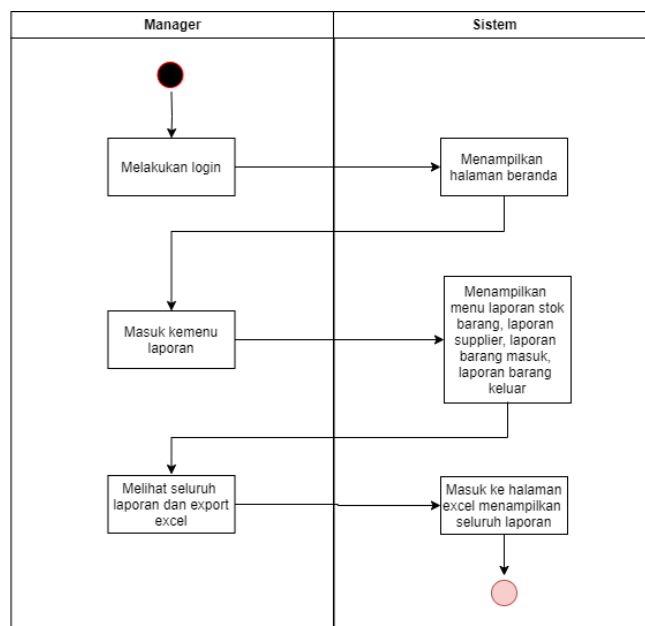 Manager
Sistem
Melakukan login
Menampilkan
halaman beranda
Masuk kemenu
laporan
Menampilkan
menu laporan stok
barang, laporan
supplier, laporan
barang masuk,
laporan barang
keluar
Melihat seluruh
laporan dan export
excel
Masuk ke halaman
excel menampilkan
seluruh laporan